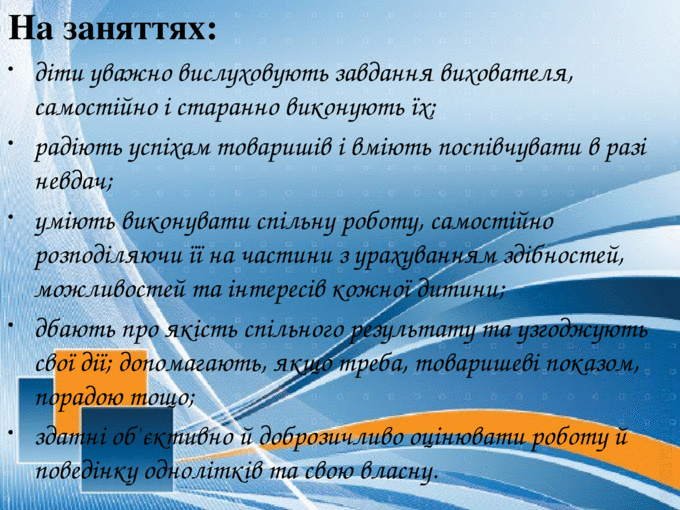 На заняттях:
• діти уважно вислуховують завдання вихователя,
самостійно і старанно виконують їх;
• радіють успіхам товаришів і вміють поспівчувати в разі
невдач;
• уміють виконувати спільну роботу, самостійно
розподіляючи її на частини з урахуванням здібностей,
можливостей та інтересів кожної дитини;
• дбають про якість спільного результату та узгоджують
свої дії; допомагають, якщо треба, товаришеві показом,
порадою тощо;
• здатні об'єктивно й доброзичливо оцінювати роботу й
поведінку однолітків та свою власну.